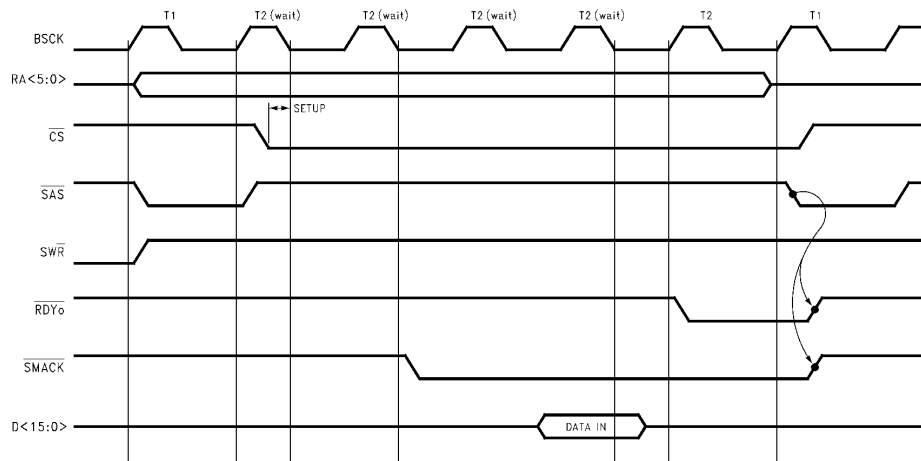 T1 T2 (wait) T2 (wait) T2 (wait) T2 (wait) T2 T1
BSCK
RA<5:0>
SETUP
CS
SAS
SWR
RDYo
SMACK
D<15:0> DATA IN